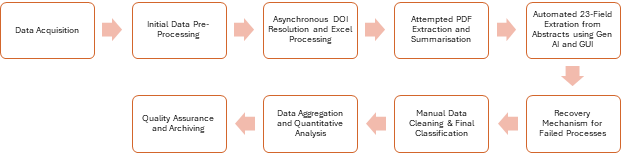 Data Acquisition
Initial Data Pre-
Processing
Asynchronous DOI
Resolution and Excel
Processing
Attempted PDF
Extraction and
Summarisation
Automated 23-Field
Extration from
Abstracts using Gen
AI and GUI
Recovery
Mechanism for
Failed Processes
Manual Data
Cleaning & Final
Classification
Data Aggregation
and Quantitative
Analysis
Quality Assurance
and Archiving